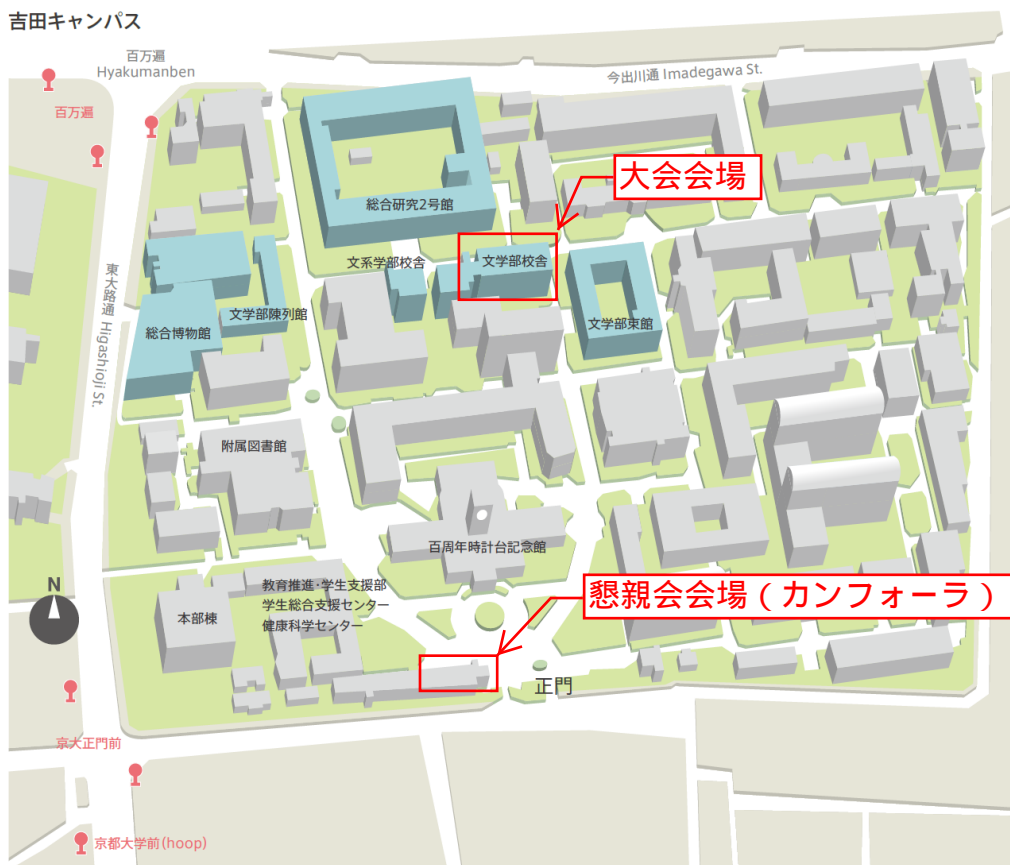 吉田キャンパス
百万遍
Hyakumanben
今出川通 Imadegawa St.
百万遍
大会会場
総合研究2号館
文系学部校舎
文学部校舎
東大路通 Higashioji St.
文学部陳列館
文学部東館
総合博物館
附属図書館
百周年時計台記念館
N
教育推進・学生支援部
学生総合支援センター
健康科学センター
懇親会会場（カンフォーラ）
本部棟
正門
京大正門前
京都大学前(hoop)